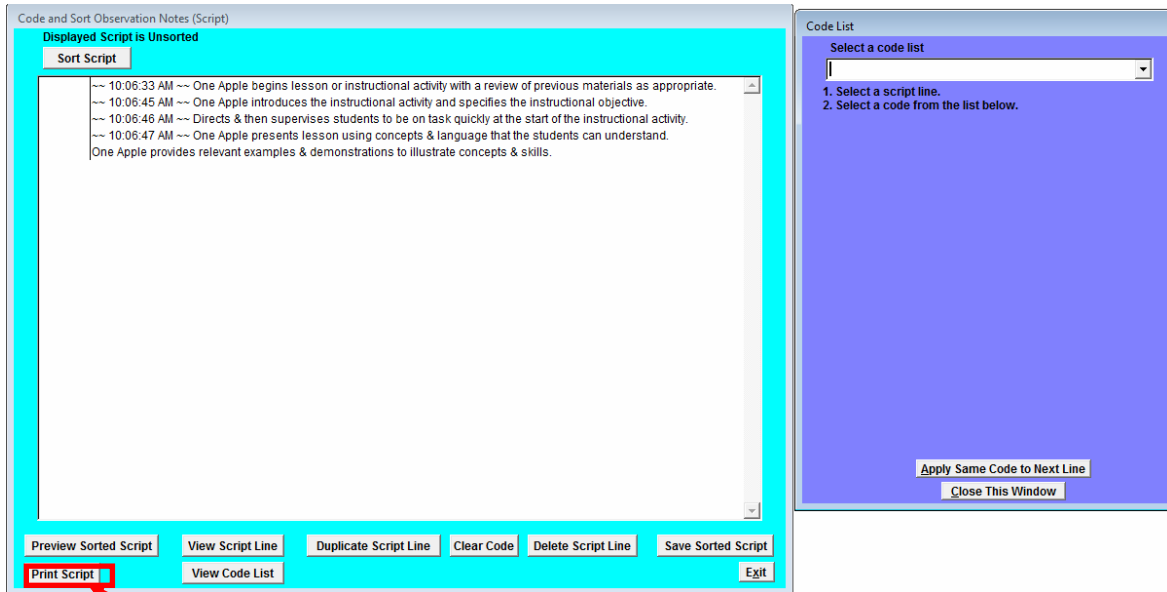 Code and Sort Observation Notes (Script)
Displayed Script is Unsorted
Sort Script
~~ 10:06:33 AM ~~ One Apple begins lesson or instructional activity with a review of previous materials as appropriate.
~~ 10:06:45 AM ~~ One Apple introduces the instructional activity and specifies the instructional objective.
~~ 10:06:46 AM ~~ Directs & then supervises students to be on task quickly at the start of the instructional activity.
~~ 10:06:47 AM ~~ One Apple presents lesson using concepts & language that the students can understand.
One Apple provides relevant examples & demonstrations to illustrate concepts & skills.
Preview Sorted Script View Script Line Duplicate Script Line Clear Code Delete Script Line Save Sorted Script
Print Script View Code List Exit
Code List
Select a code list
1. Select a script line.
2. Select a code from the list below.
Apply Same Code to Next Line
Close This Window